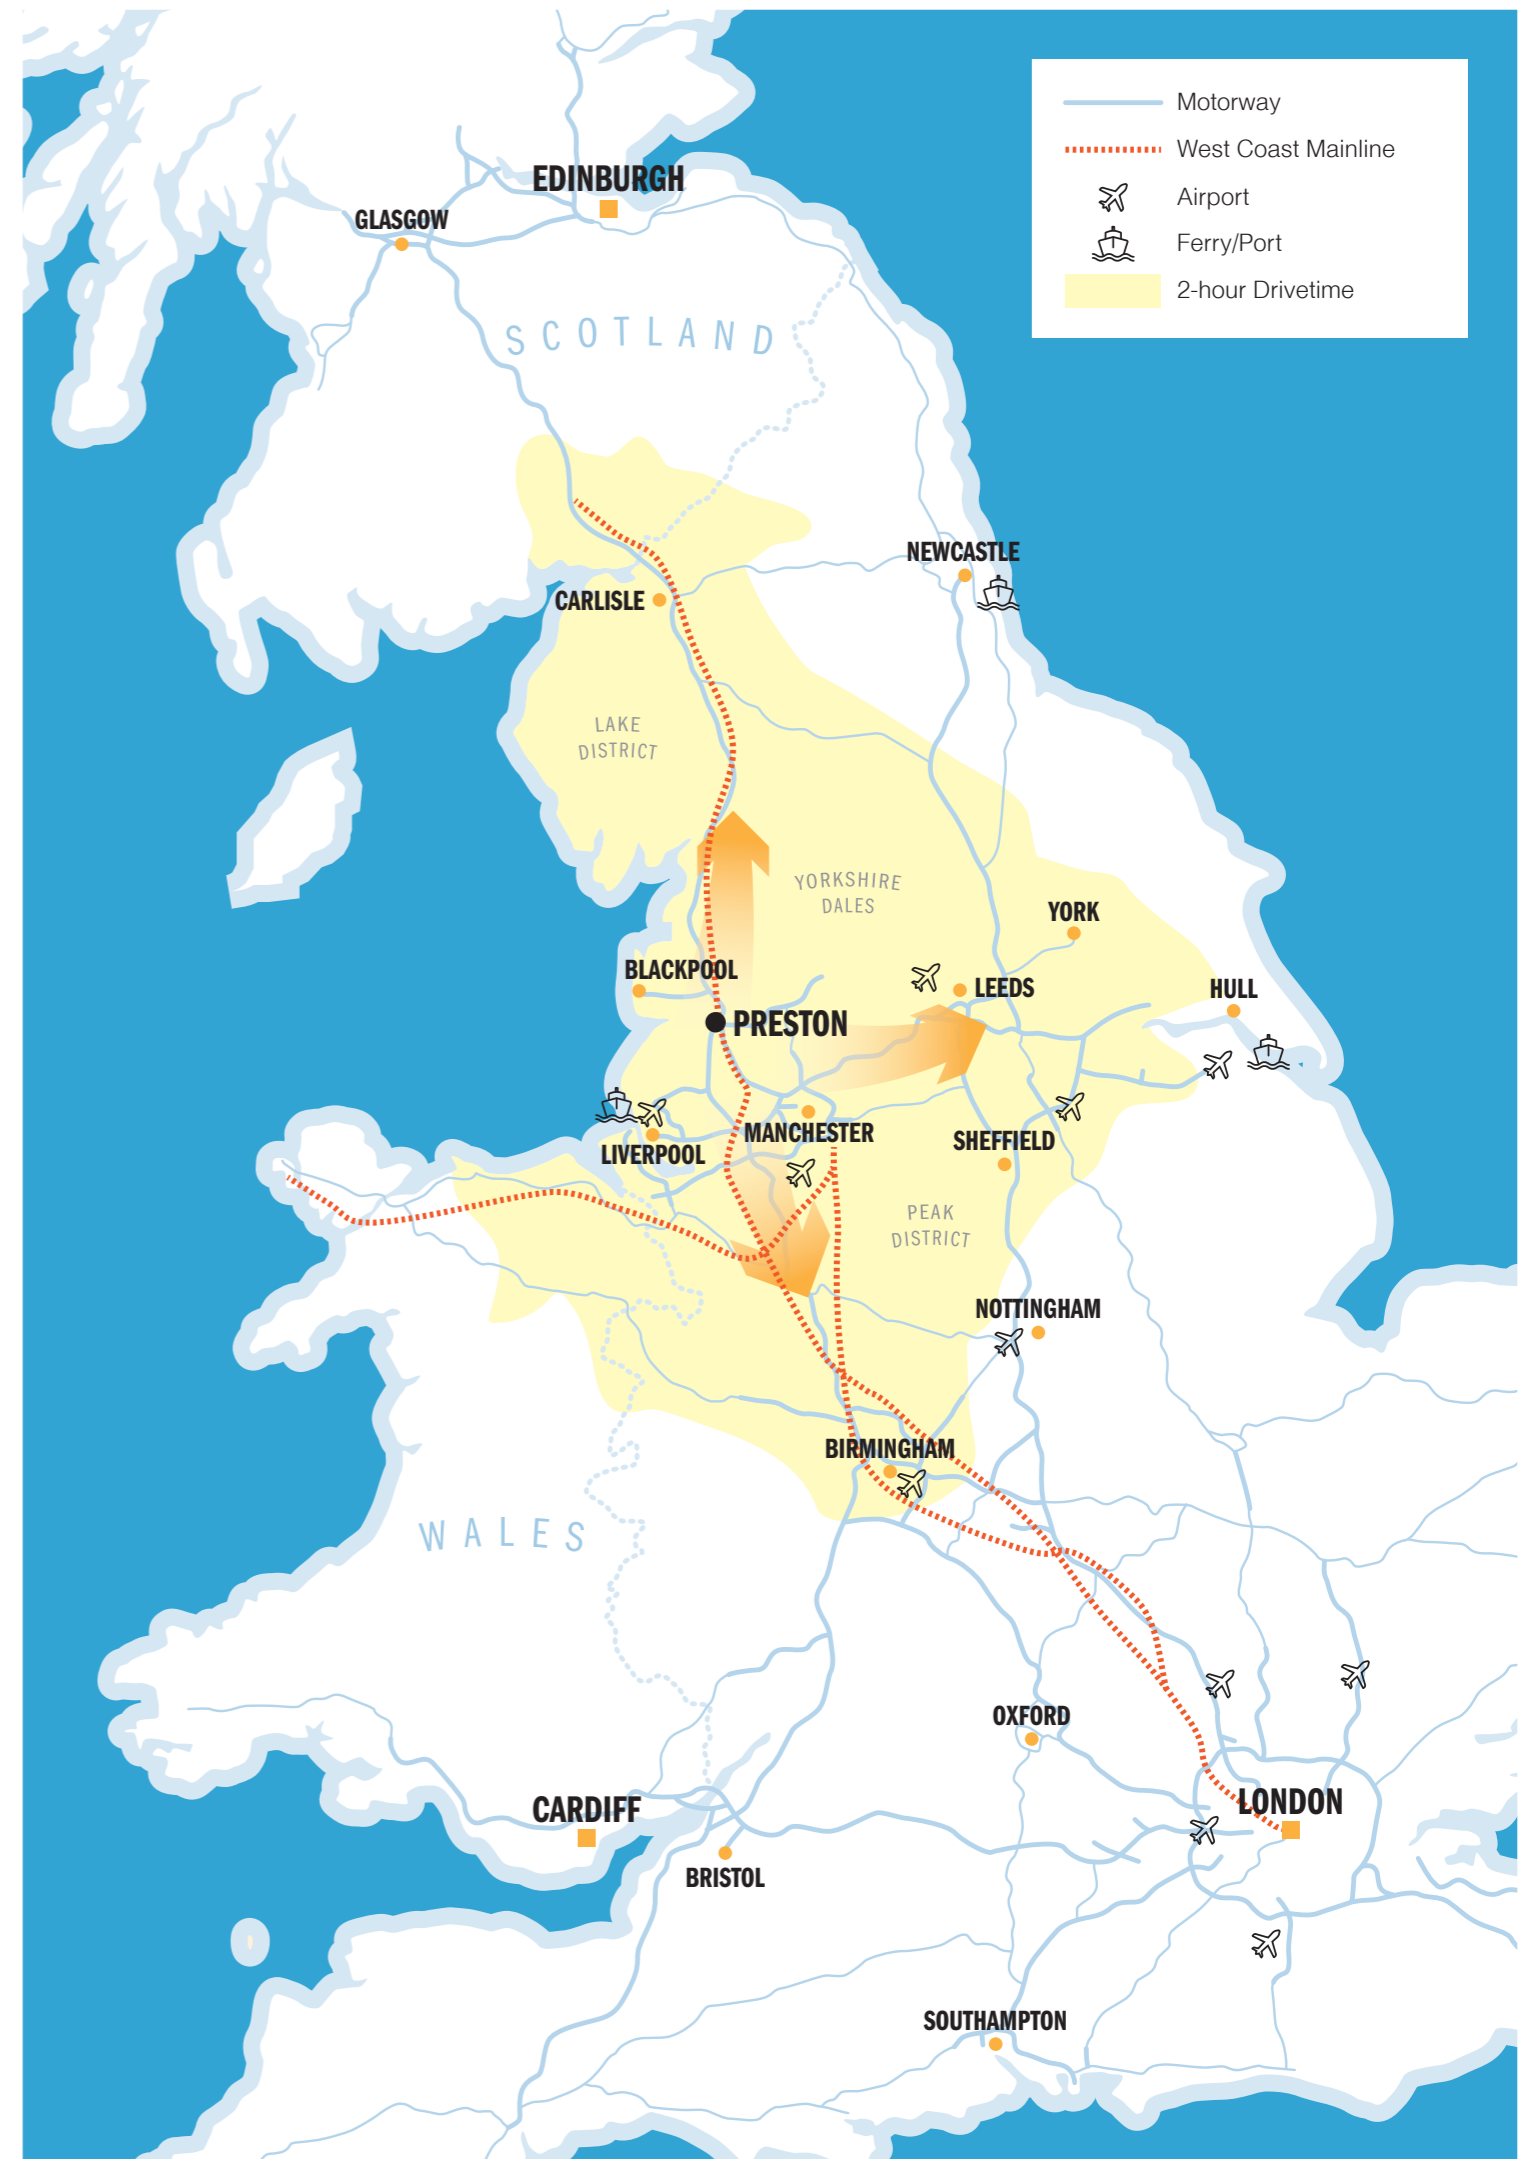 Motorway
West Coast Mainline
Airport
Ferry/Port
2-hour Drivetime
EDINBURGH
GLASGOW
SCOTLAND
NEWCASTLE
CARLISLE
LAKE
DISTRICT
YORKSHIRE
DALES
YORK
BLACKPOOL
LEEDS
HULL
PRESTON
MANCHESTER
SHEFFIELD
LIVERPOOL
PEAK
DISTRICT
NOTTINGHAM
BIRMINGHAM
WALES
OXFORD
LONDON
CARDIFF
BRISTOL
SOUTHAMPTON